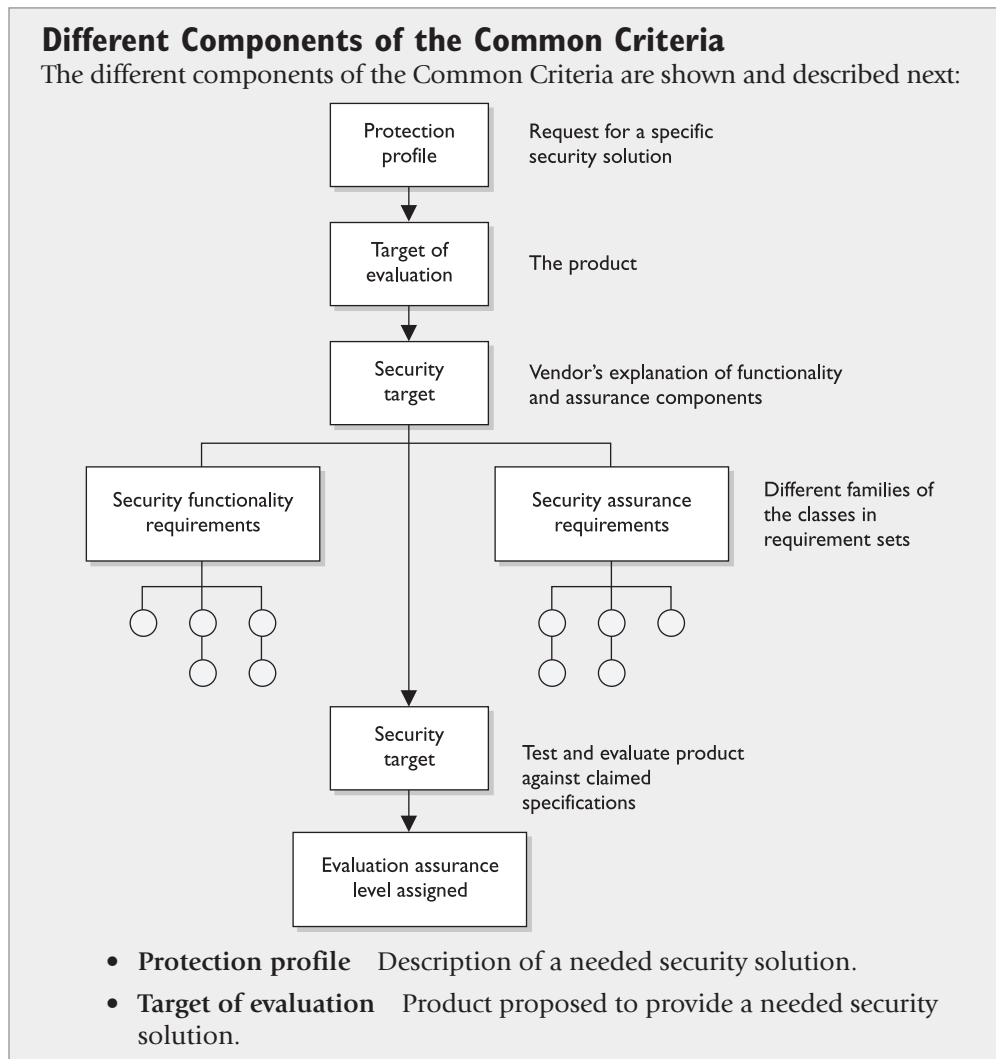 Different Components of the Common Criteria
The different components of the Common Criteria are shown and described next:
Protection
profile
Request for a specific
security solution
Target of
evaluation
The product
Security
target
Vendor's explanation of functionality
and assurance components
Security functionality
requirements
Security assurance
requirements
Different families of
the classes in
requirement sets
Security
target
Test and evaluate product
against claimed
specifications
Evaluation assurance
level assigned
• Protection profile Description of a needed security solution.
• Target of evaluation Product proposed to provide a needed security
solution.